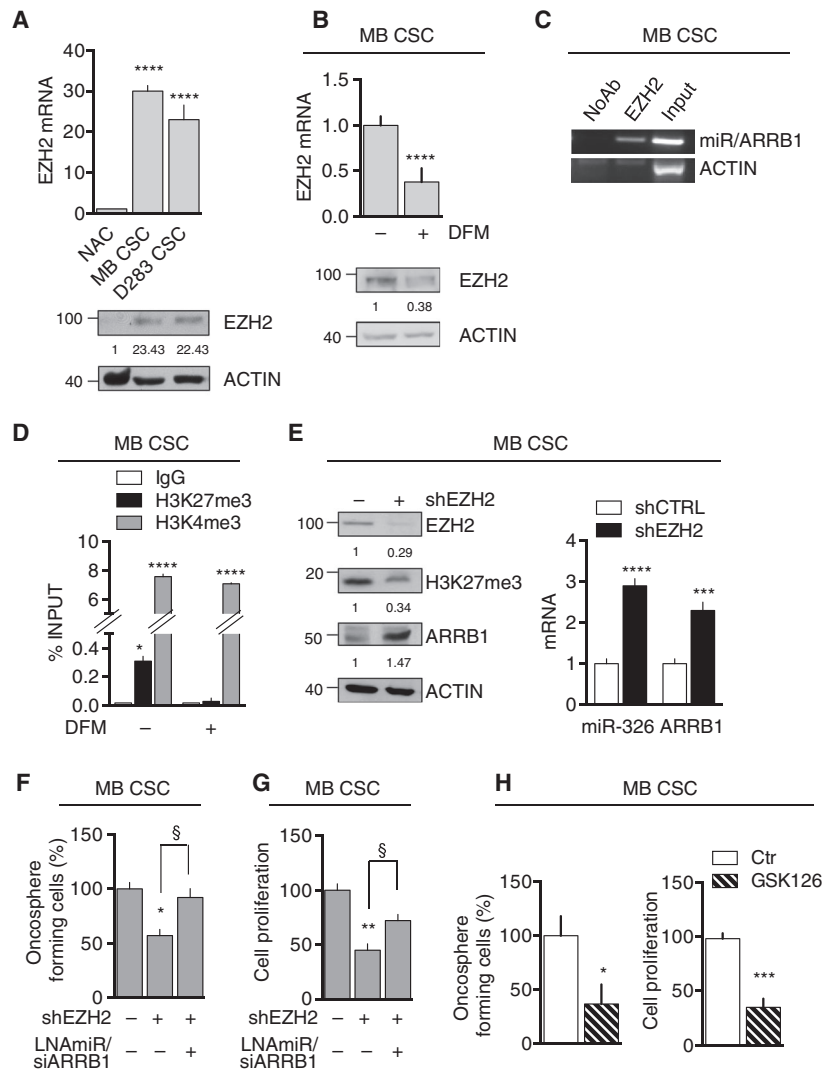 A
EZH2 mRNA
40
30
20
10
0
****
****
NAC
MB CSC
D283 CSC
100
EZH2
1 23.43 22.43
40
ACTIN
B
MB CSC
EZH2 mRNA
1.5
1.0
0.5
0.0
****
– + DFM
100
EZH2
1 0.38
40
ACTIN
C
MB CSC
NoAb
EZH2
Input
miR/ARRB1
ACTIN
D
MB CSC
IgG
H3K27me3
H3K4me3
% INPUT
10
8
6
0.4
0.2
0.0
*
****
****
DFM – +
E
MB CSC
– + shEZH2
100
EZH2
1 0.29
20
H3K27me3
1 0.34
50
ARRB1
1 1.47
40
ACTIN
shCTRL
shEZH2
mRNA
4
3
2
1
0
****
***
miR-326 ARRB1
F
MB CSC
Oncosphere
forming cells (%)
150
100
50
0
*
§
shEZH2 – + +
LNAmiR/
siARRB1 – – +
G
MB CSC
Cell proliferation
150
100
50
0
**
§
shEZH2 – + +
LNAmiR/
siARRB1 – – +
H
MB CSC
Ctr
GSK126
Oncosphere
forming cells (%)
150
100
50
0
*
Cell proliferation
150
100
50
0
***